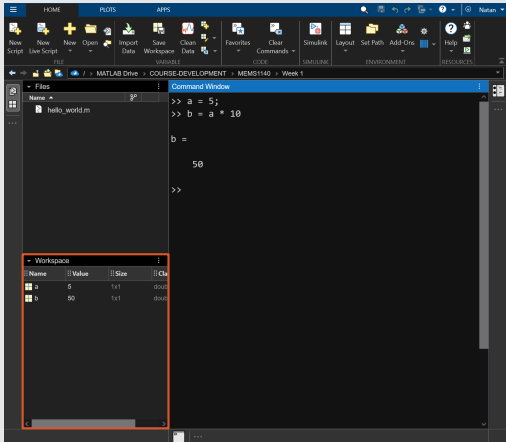 HOME PLOTS APPS
Natan
New Script
New Live Script
New
Open
Import Data
Save Workspace
Clean Data
Favorites
Clear Commands
Simulink
Layout
Set Path
Add-Ons
Help
FILE VARIABLE CODE SIMULINK ENVIRONMENT RESOURCES
/ › MATLAB Drive › COURSE-DEVELOPMENT › MEMS1140 › Week 1
Files
Name
hello_world.m
Command Window
>> a = 5;
>> b = a * 10
b =
50
>>
Workspace
Name Value Size Cla
a 5 1x1 doub
b 50 1x1 doub